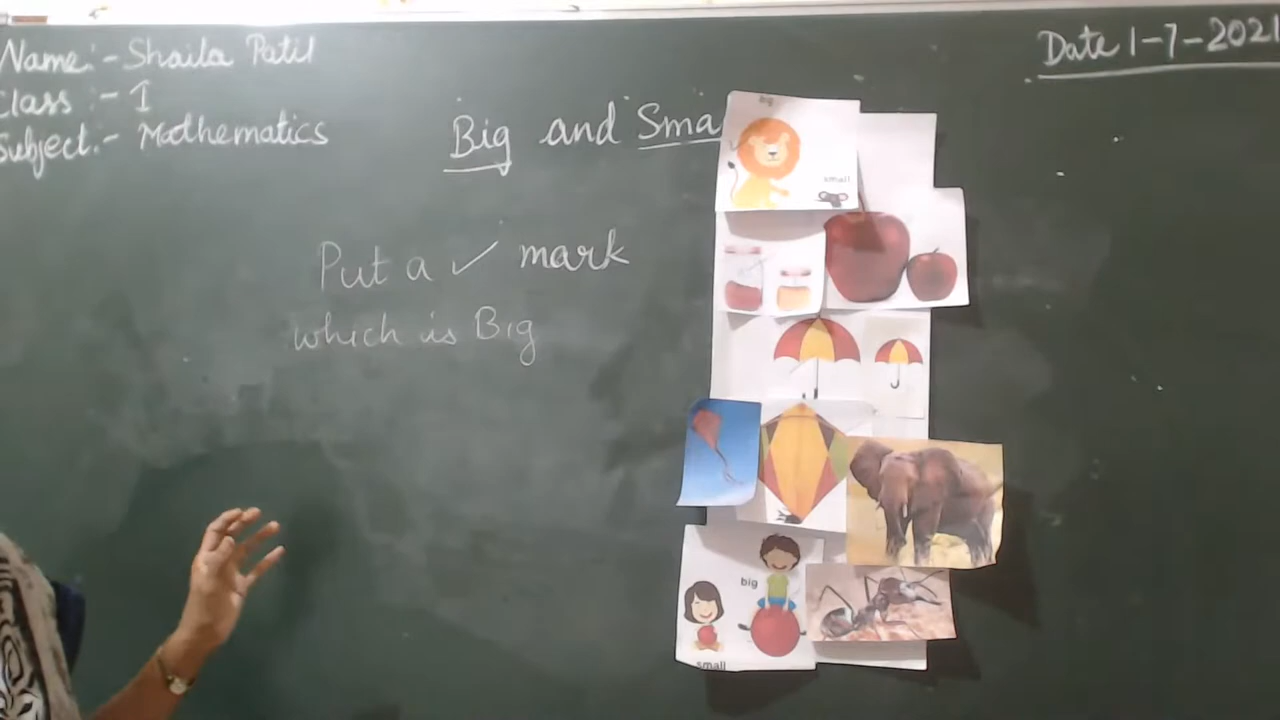 Name:- Shaila Patil
Class :- I
Subject:- Mathematics
Date 1-7-2021
Big and Sma
Put a ✓ mark
which is Big
big
small
big
small